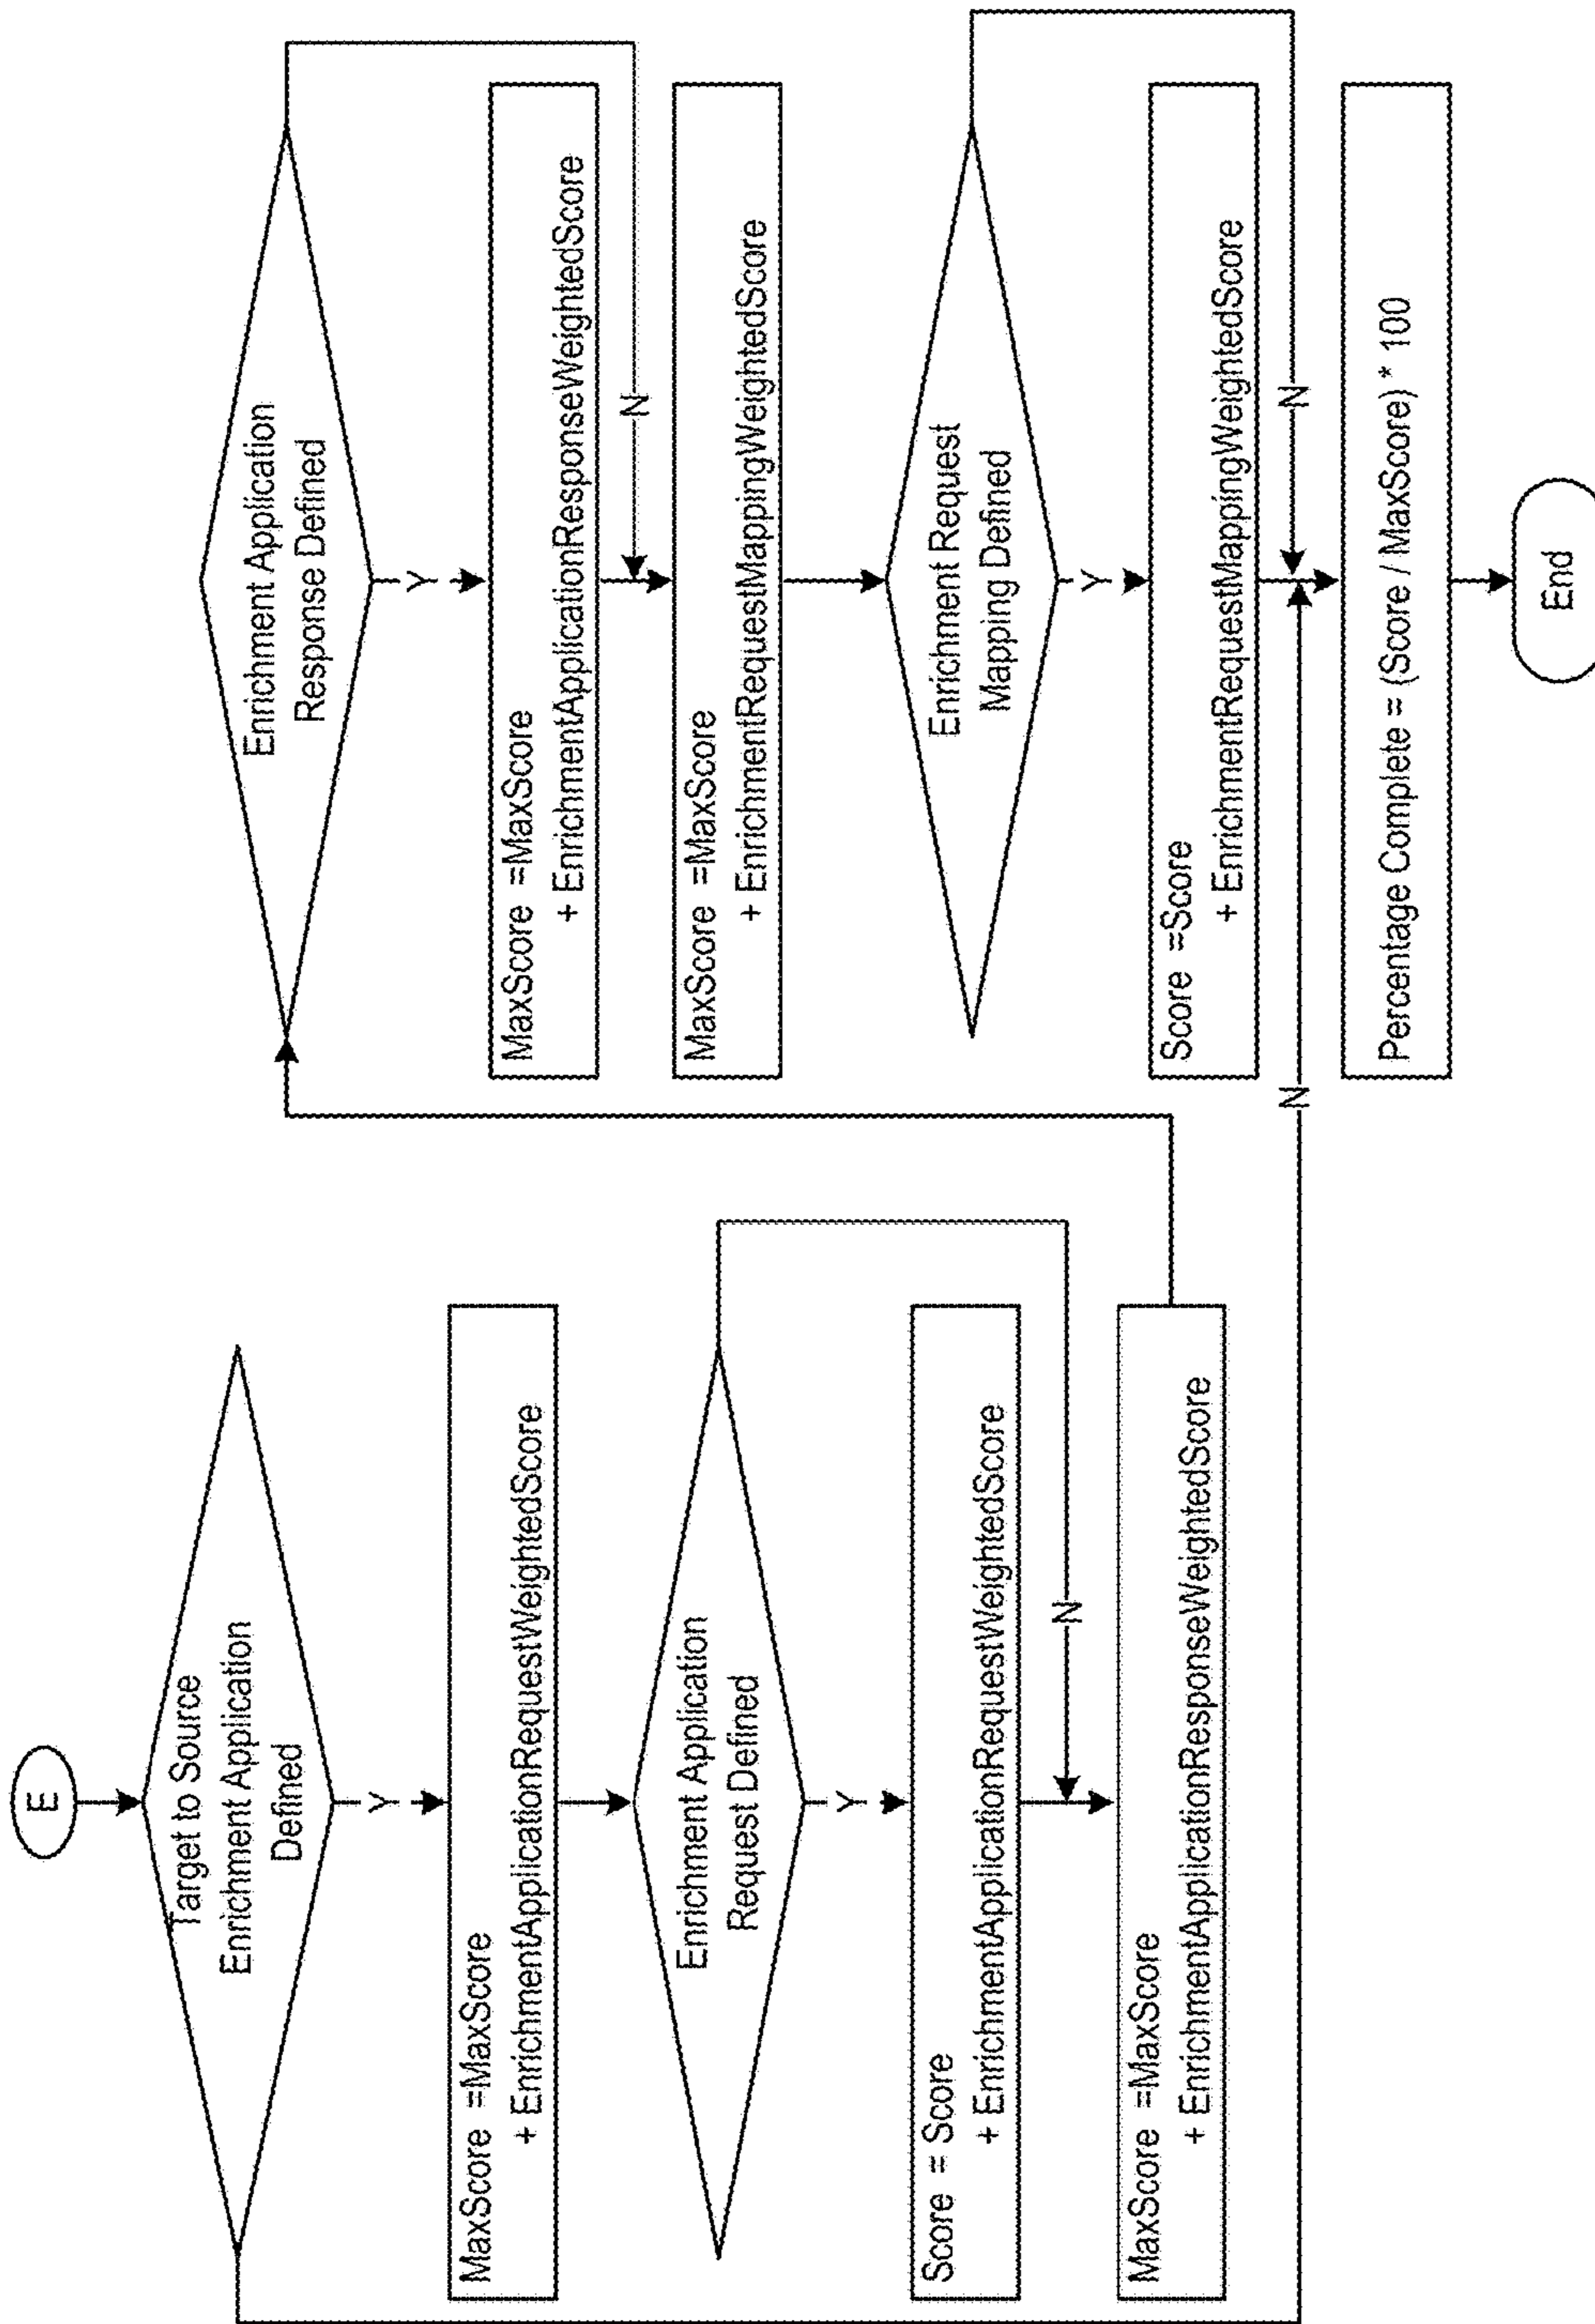 E
Target to Source
Enrichment Application
Defined
Y
MaxScore =MaxScore
+ EnrichmentApplicationRequestWeightedScore
Enrichment Application
Request Defined
Y
Score = Score
+ EnrichmentApplicationRequestWeightedScore
N
MaxScore =MaxScore
+ EnrichmentApplicationResponseWeightedScore
N
Enrichment Application
Response Defined
Y
MaxScore =MaxScore
+ EnrichmentApplicationResponseWeightedScore
N
MaxScore =MaxScore
+ EnrichmentRequestMappingWeightedScore
Enrichment Request
Mapping Defined
Y
Score =Score
+ EnrichmentRequestMappingWeightedScore
N
Percentage Complete = (Score / MaxScore) * 100
End